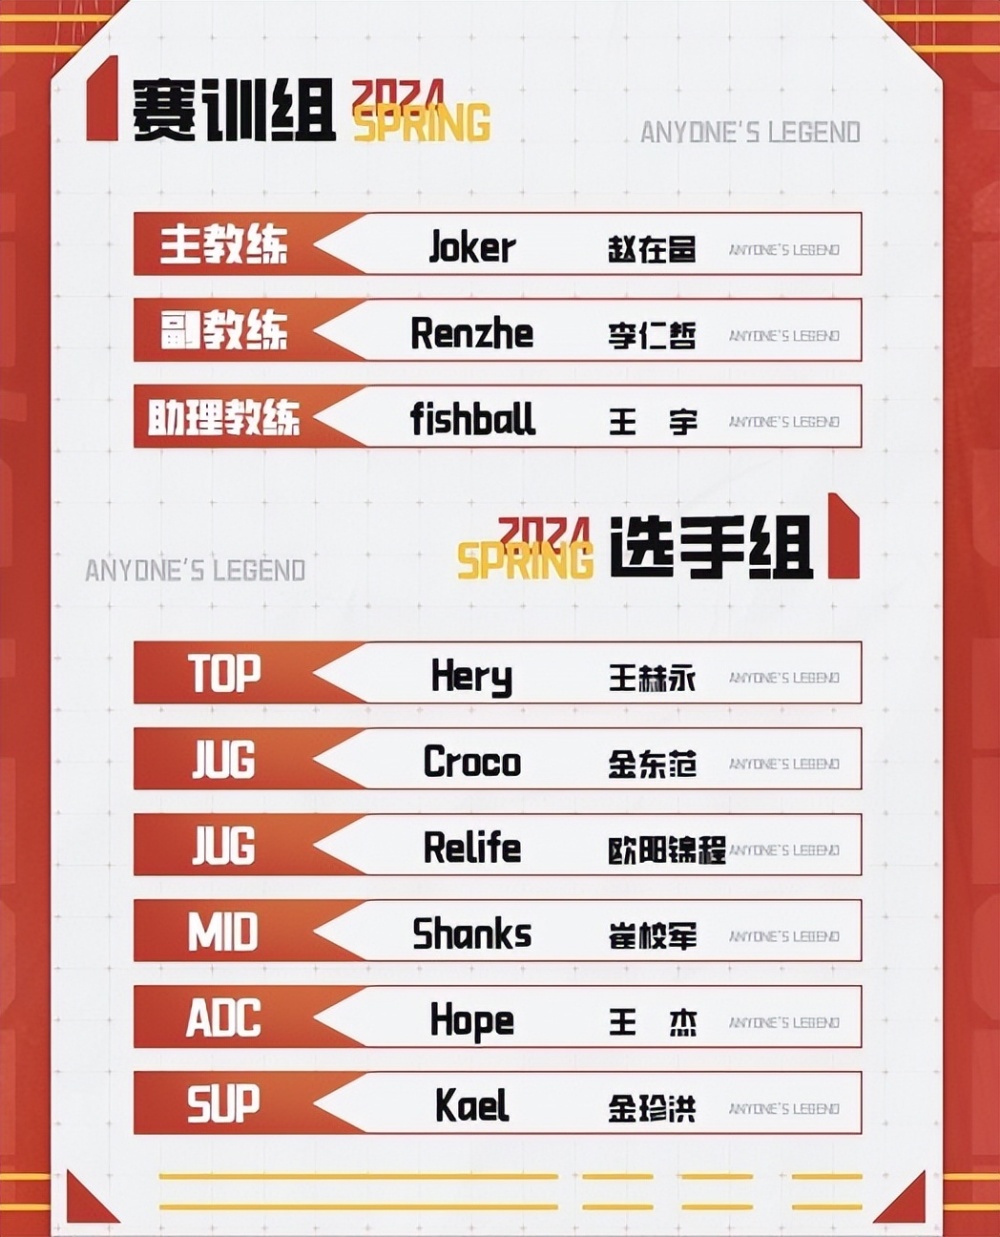 赛训组 2024 SPRING ANYONE'S LEGEND
主教练 Joker 赵在邑 ANYONE'S LEGEND
副教练 Renzhe 李仁哲 ANYONE'S LEGEND
助理教练 fishball 王 宇 ANYONE'S LEGEND
ANYONE'S LEGEND 2024 SPRING 选手组
TOP Hery 王赫永 ANYONE'S LEGEND
JUG Croco 金东范 ANYONE'S LEGEND
JUG Relife 欧阳锦程 ANYONE'S LEGEND
MID Shanks 崔校军 ANYONE'S LEGEND
ADC Hope 王 杰 ANYONE'S LEGEND
SUP Kael 金珍洪 ANYONE'S LEGEND